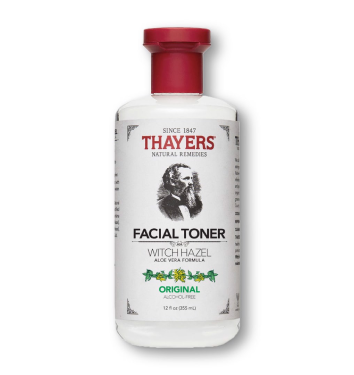 SINCE 1847
THAYERS®
NATURAL REMEDIES
FACIAL TONER
WITCH HAZEL
ALOE VERA FORMULA
ORIGINAL
ALCOHOL-FREE
12 fl oz (355 mL)